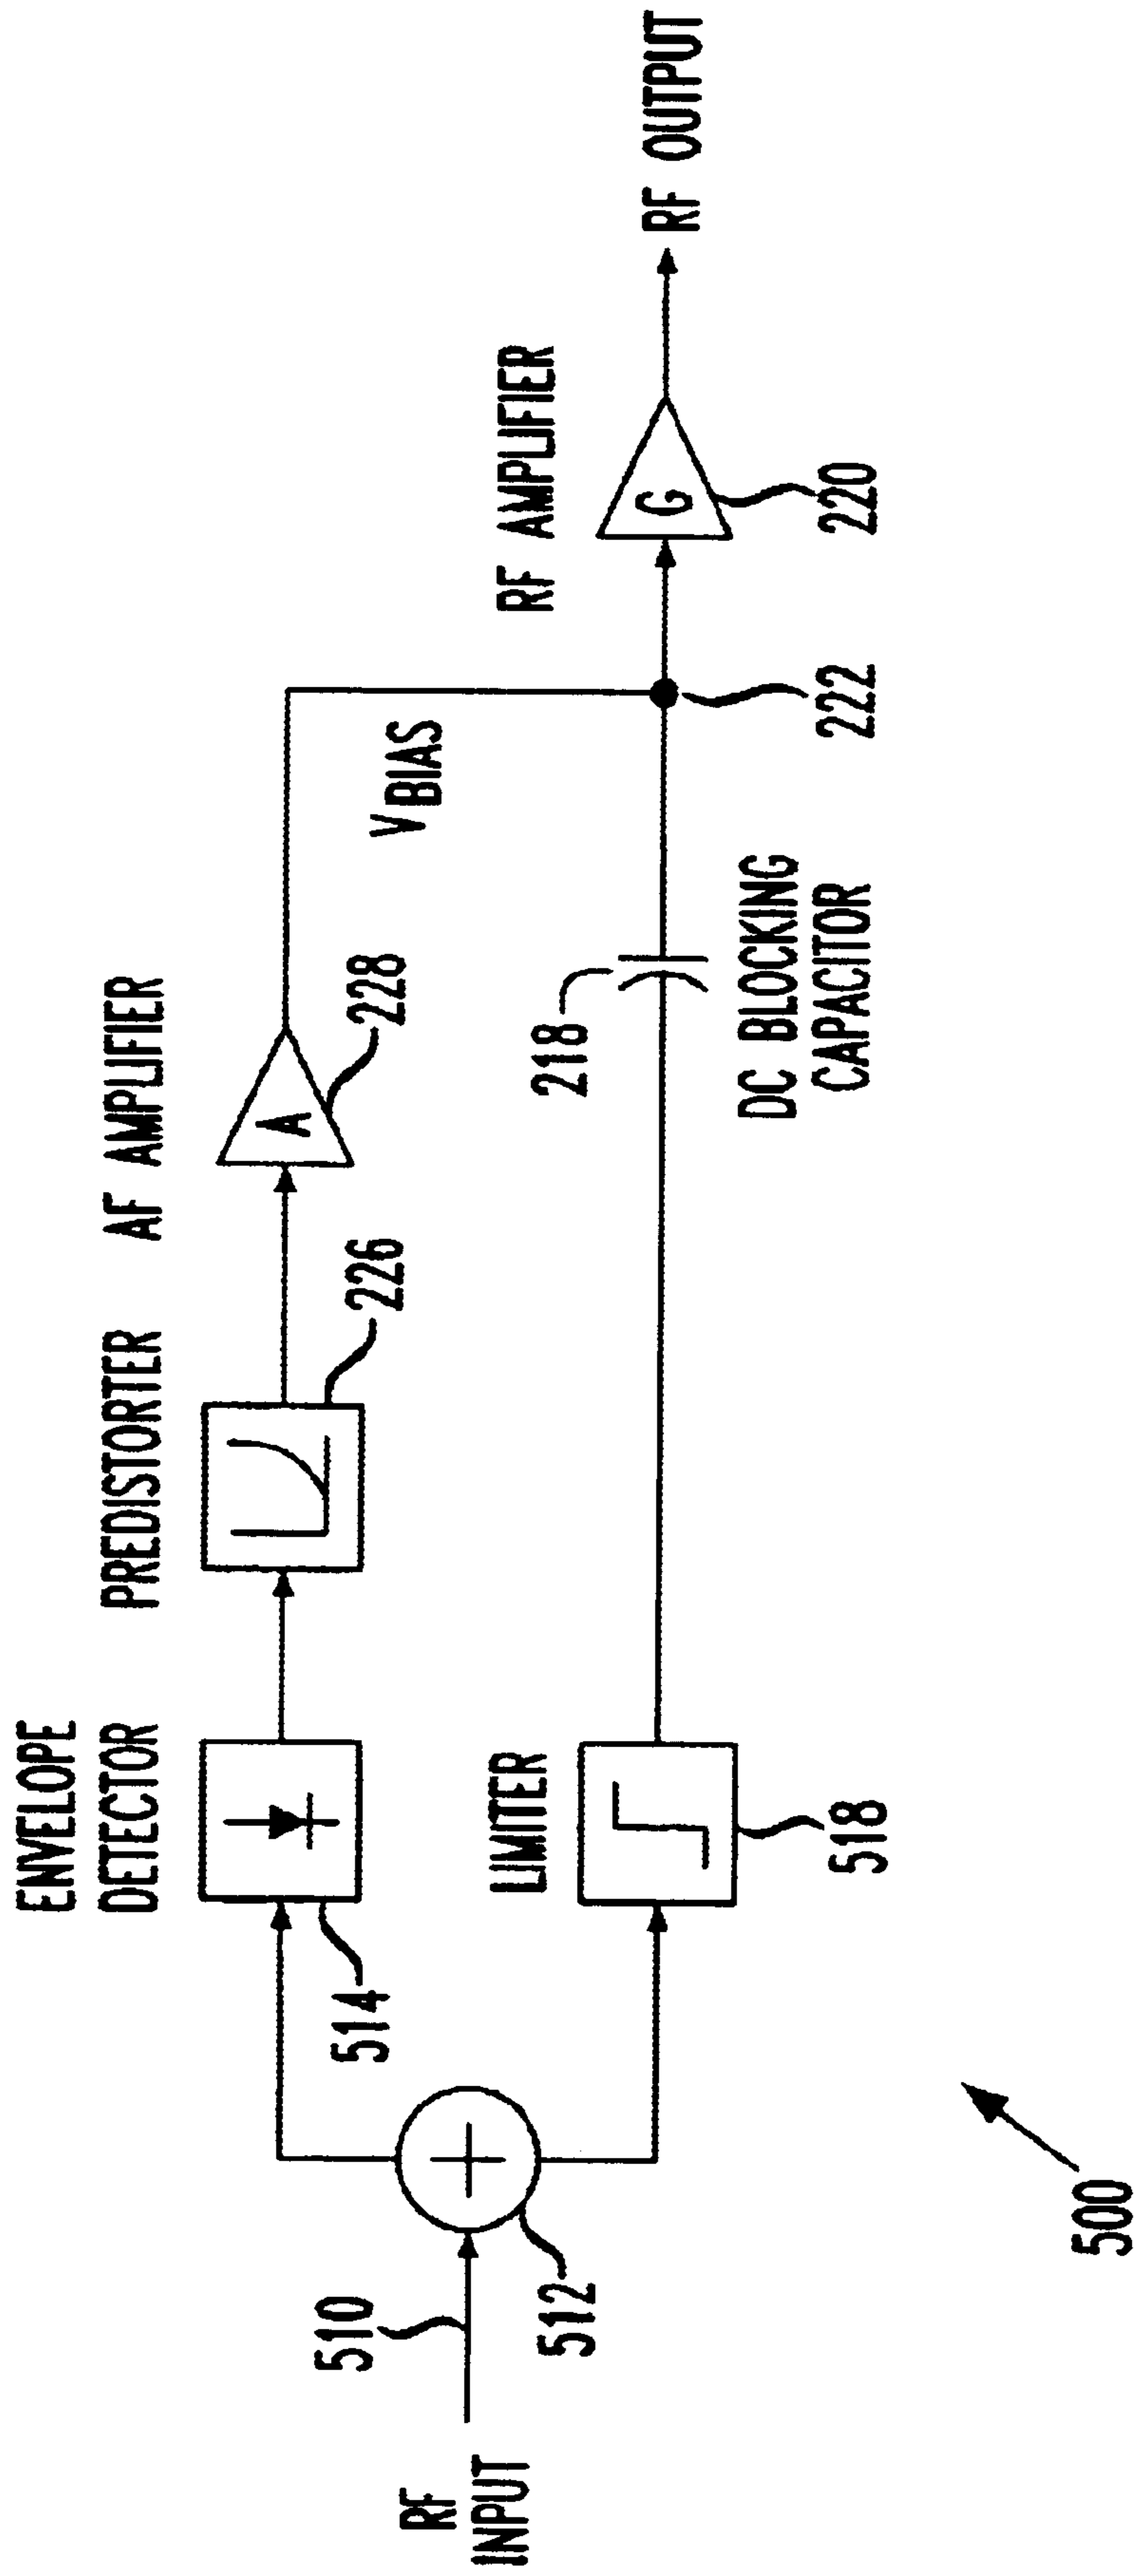 ENVELOPE
DETECTOR
PREDISTORTER
AF AMPLIFIER
514
226
A
228
VBIAS
RF
INPUT
510
512
LIMITER
518
218
DC BLOCKING
CAPACITOR
222
RF AMPLIFIER
G
220
RF OUTPUT
500